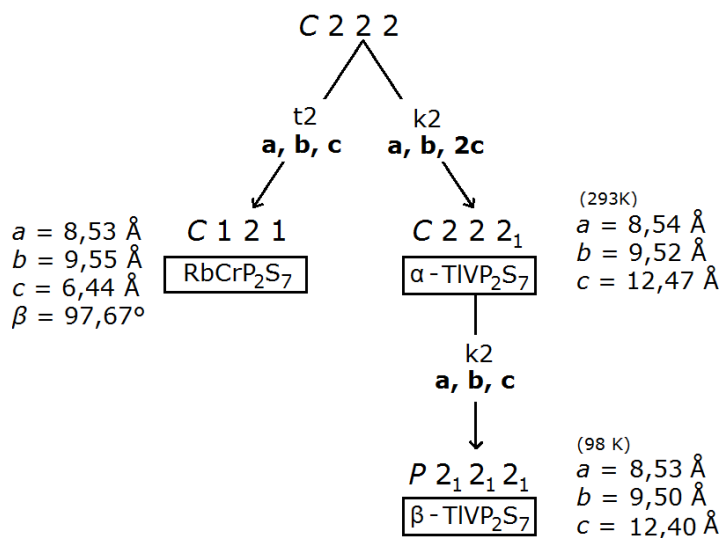 C 2 2 2
t2
a, b, c
k2
a, b, 2c
a = 8,53 Å
b = 9,55 Å
c = 6,44 Å
β = 97,67°
C 1 2 1
RbCrP₂S₇
C 2 2 2₁
α-TlVP₂S₇
(293K)
a = 8,54 Å
b = 9,52 Å
c = 12,47 Å
k2
a, b, c
P 2₁ 2₁ 2₁
β-TlVP₂S₇
(98 K)
a = 8,53 Å
b = 9,50 Å
c = 12,40 Å